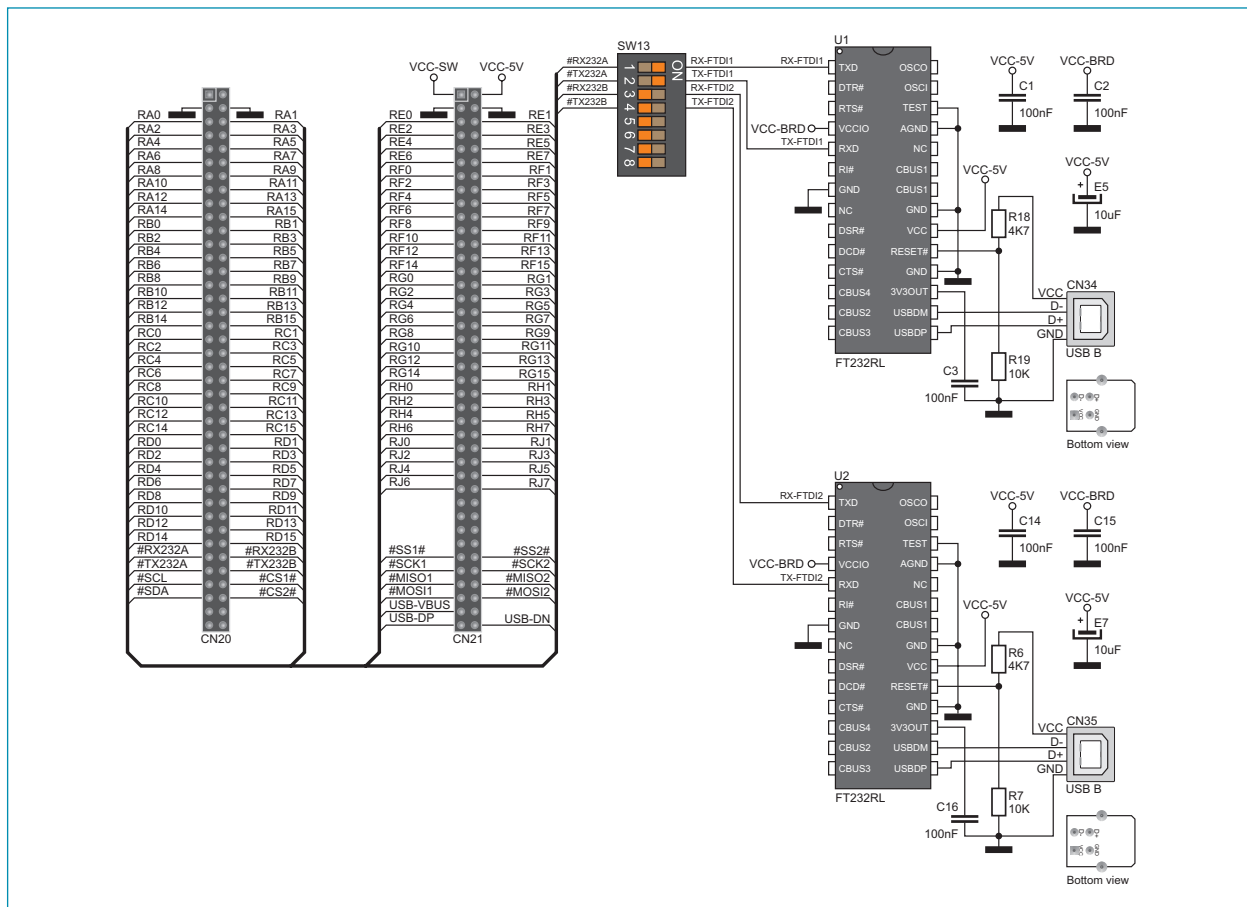 SW13
1
2
3
4
5
6
7
8
ON
#RX232A
#TX232A
#RX232B
#TX232B
RX-FTDI1
TX-FTDI1
RX-FTDI2
TX-FTDI2
RA0 RA1
RA2 RA3
RA4 RA5
RA6 RA7
RA8 RA9
RA10 RA11
RA12 RA13
RA14 RA15
RB0 RB1
RB2 RB3
RB4 RB5
RB6 RB7
RB8 RB9
RB10 RB11
RB12 RB13
RB14 RB15
RC0 RC1
RC2 RC3
RC4 RC5
RC6 RC7
RC8 RC9
RC10 RC11
RC12 RC13
RC14 RC15
RD0 RD1
RD2 RD3
RD4 RD5
RD6 RD7
RD8 RD9
RD10 RD11
RD12 RD13
RD14 RD15
#RX232A #RX232B
#TX232A #TX232B
#SCL #CS1#
#SDA #CS2#
CN20
VCC-SW VCC-5V
RE0 RE1
RE2 RE3
RE4 RE5
RE6 RE7
RF0 RF1
RF2 RF3
RF4 RF5
RF6 RF7
RF8 RF9
RF10 RF11
RF12 RF13
RF14 RF15
RG0 RG1
RG2 RG3
RG4 RG5
RG6 RG7
RG8 RG9
RG10 RG11
RG12 RG13
RG14 RG15
RH0 RH1
RH2 RH3
RH4 RH5
RH6 RH7
RJ0 RJ1
RJ2 RJ3
RJ4 RJ5
RJ6 RJ7
#SS1# #SS2#
#SCK1 #SCK2
#MISO1 #MISO2
#MOSI1 #MOSI2
USB-VBUS
USB-DP USB-DN
CN21
U1
RX-FTDI1 TXD OSCO
DTR# OSCI
RTS# TEST
VCC-BRD VCCIO AGND
TX-FTDI1 RXD NC
RI# CBUS1
GND CBUS1
NC GND
DSR# VCC
DCD# RESET#
CTS# GND
CBUS4 3V3OUT
CBUS2 USBDM
CBUS3 USBDP
FT232RL
VCC-5V
R18
4K7
R19
10K
C3
100nF
VCC-5V
C1
100nF
VCC-BRD
C2
100nF
VCC-5V
+
E5
10uF
CN34
VCC
D-
D+
GND
USB B
Bottom view
U2
RX-FTDI2 TXD OSCO
DTR# OSCI
RTS# TEST
VCC-BRD VCCIO AGND
TX-FTDI2 RXD NC
RI# CBUS1
GND CBUS1
NC GND
DSR# VCC
DCD# RESET#
CTS# GND
CBUS4 3V3OUT
CBUS2 USBDM
CBUS3 USBDP
FT232RL
VCC-5V
R6
4K7
R7
10K
C16
100nF
VCC-5V
C14
100nF
VCC-BRD
C15
100nF
VCC-5V
+
E7
10uF
CN35
VCC
D-
D+
GND
USB B
Bottom view